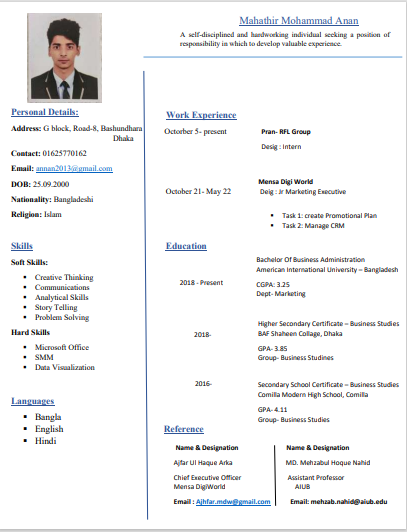 Mahathir Mohammad Anan
A self-disciplined and hardworking individual seeking a position of
responsibility in which to develop valuable experience.
Personal Details:
Address: G block, Road-8, Bashundhara
Dhaka
Contact: 01625770162
Email: annan2013@gmail.com
DOB: 25.09.2000
Nationality: Bangladeshi
Religion: Islam
Skills
Soft Skills:
Creative Thinking
Communications
Analytical Skills
Story Telling
Problem Solving
Hard Skills
Microsoft Office
SMM
Data Visualization
Languages
Bangla
English
Hindi
Work Experience
Octorber 5- present Pran- RFL Group
Desig : Intern
Mensa Digi World
October 21- May 22 Deig : Jr Marketing Executive
Task 1: create Promotional Plan
Task 2: Manage CRM
Education
Bachelor Of Business Administration
American International University – Bangladesh
2018 - Present CGPA: 3.25
Dept- Marketing
Higher Secondary Certificate – Business Studies
2018- BAF Shaheen Collage, Dhaka
GPA- 3.85
Group- Business Studines
2016- Secondary School Certificate – Business Studies
Comilla Modern High School, Comilla
GPA- 4.11
Group- Business Studies
Reference
Name & Designation Name & Designation
Ajfar Ul Haque Arka MD. Mehzabul Hoque Nahid
Chief Executive Officer Assistant Professor
Mensa DigiWorld AIUB
Email : Ajhfar.mdw@gmail.com Email: mehzab.nahid@aiub.edu